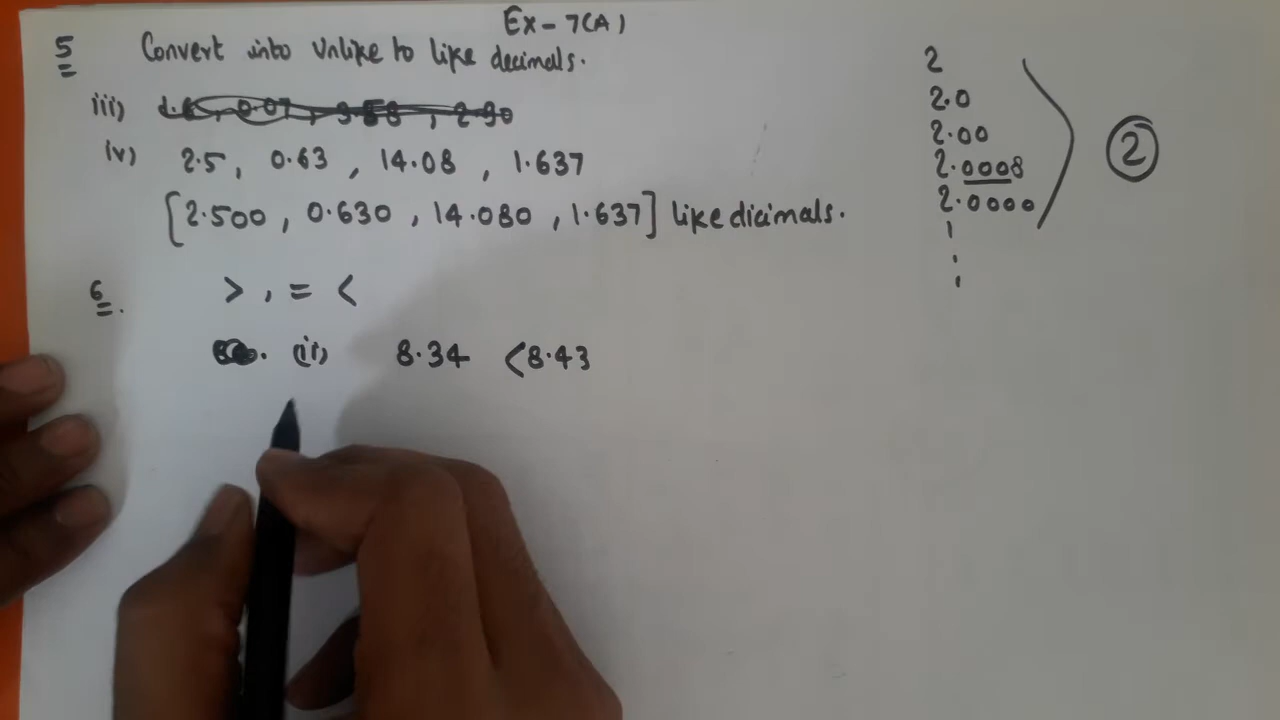 Ex- 7(A)
5 Convert into Unlike to like decimals.
iii)
iv) 2.5, 0.63, 14.08, 1.637
[2.500, 0.630, 14.080, 1.637] like dicimals.
6. >, = <
(ii) 8.34 <8.43
2
2.0
2.00
2.0008
2.0000
2